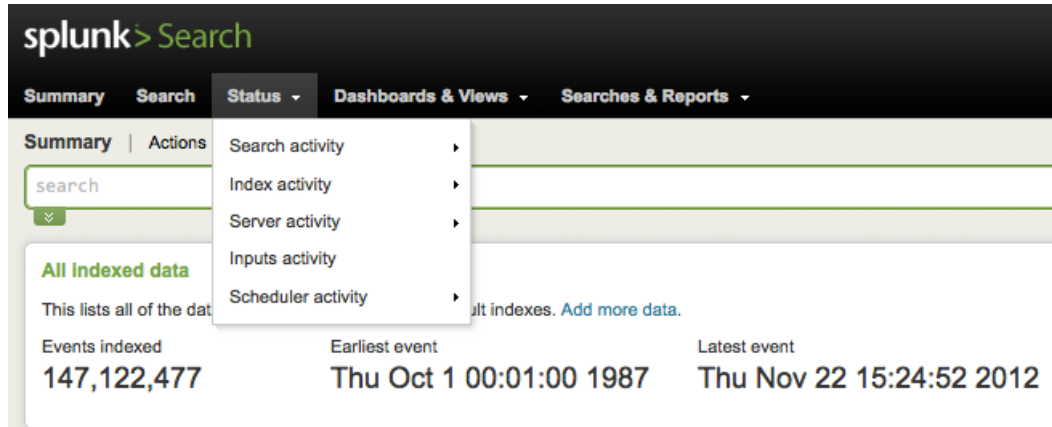 splunk> Search
Summary Search Status Dashboards & Views Searches & Reports
Summary | Actions
search
Search activity
Index activity
Server activity
Inputs activity
Scheduler activity
All indexed data
This lists all of the dat ult indexes. Add more data.
Events indexed Earliest event Latest event
147,122,477 Thu Oct 1 00:01:00 1987 Thu Nov 22 15:24:52 2012